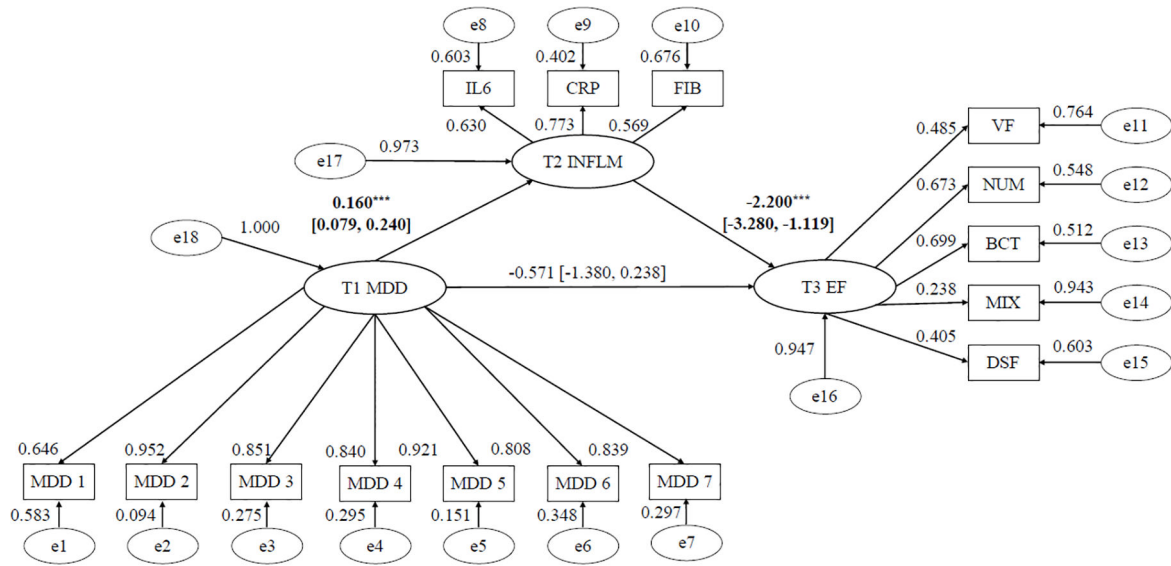 e8 e9 e10
0.603 0.402 0.676
IL6 CRP FIB
0.630 0.773 0.569
e17 0.973 T2 INFLM
0.485 VF 0.764 e11
0.673 NUM 0.548 e12
0.160***
[0.079, 0.240]
-2.200***
[-3.280, -1.119]
e18 1.000
0.699 BCT 0.512 e13
T1 MDD -0.571 [-1.380, 0.238] T3 EF
0.238 MIX 0.943 e14
0.405 DSF 0.603 e15
0.947
e16
0.646 0.952 0.851 0.840 0.921 0.808 0.839
MDD 1 MDD 2 MDD 3 MDD 4 MDD 5 MDD 6 MDD 7
0.583 0.094 0.275 0.295 0.151 0.348 0.297
e1 e2 e3 e4 e5 e6 e7